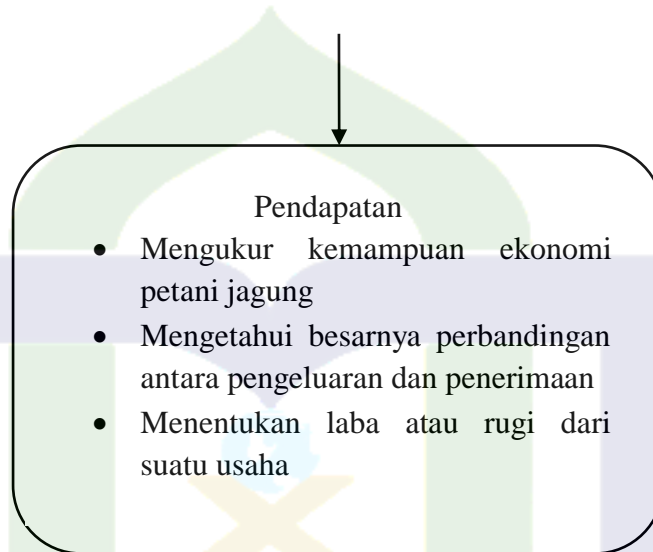 Pendapatan
• Mengukur kemampuan ekonomi
petani jagung
• Mengetahui besarnya perbandingan
antara pengeluaran dan penerimaan
• Menentukan laba atau rugi dari
suatu usaha